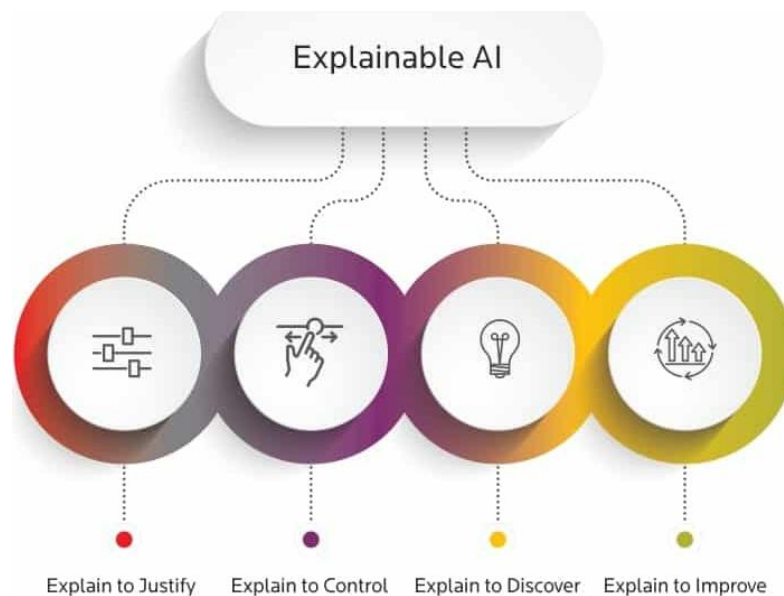 Explainable AI
Explain to Justify
Explain to Control
Explain to Discover
Explain to Improve